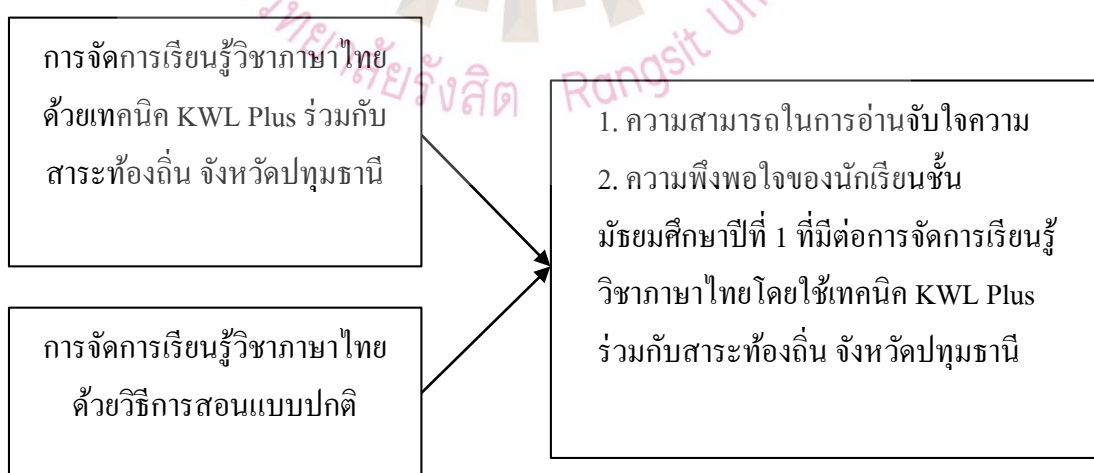 การจัดการเรียนรู้วิชาภาษาไทย
ด้วยเทคนิค KWL Plus ร่วมกับ
สาระท้องถิ่น จังหวัดปทุมธานี
การจัดการเรียนรู้วิชาภาษาไทย
ด้วยวิธีการสอนแบบปกติ
1. ความสามารถในการอ่านจับใจความ
2. ความพึงพอใจของนักเรียนชั้น
มัธยมศึกษาปีที่ 1 ที่มีต่อการจัดการเรียนรู้
วิชาภาษาไทยโดยใช้เทคนิค KWL Plus
ร่วมกับสาระท้องถิ่น จังหวัดปทุมธานี
ยาลัยรังสิต Rangsit